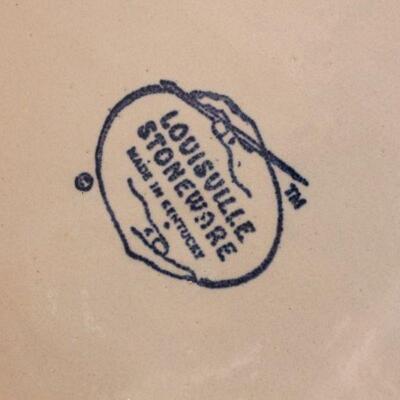 LOUISVILLE
STONEWARE
MADE IN KENTUCKY
©
TM